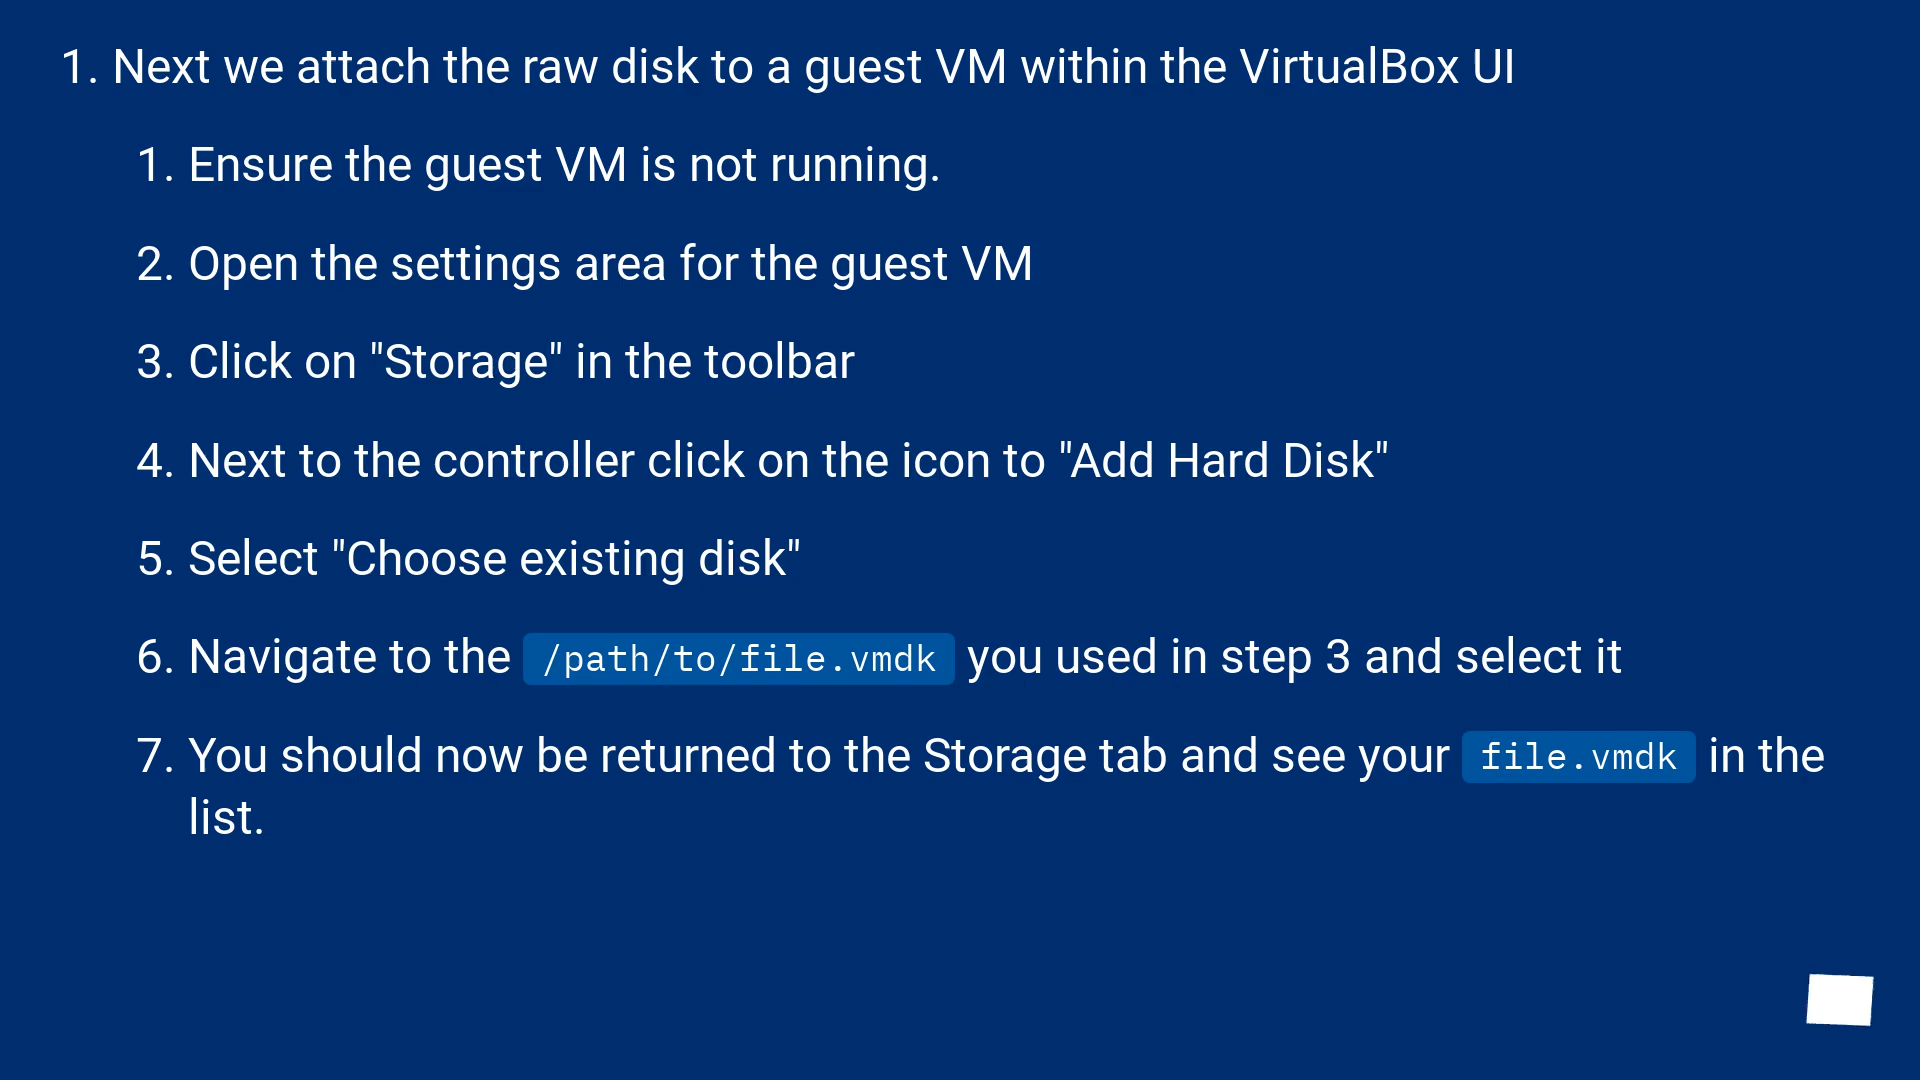 1. Next we attach the raw disk to a guest VM within the VirtualBox UI
1. Ensure the guest VM is not running.
2. Open the settings area for the guest VM
3. Click on "Storage" in the toolbar
4. Next to the controller click on the icon to "Add Hard Disk"
5. Select "Choose existing disk"
6. Navigate to the /path/to/file.vmdk you used in step 3 and select it
7. You should now be returned to the Storage tab and see your file.vmdk in the
list.